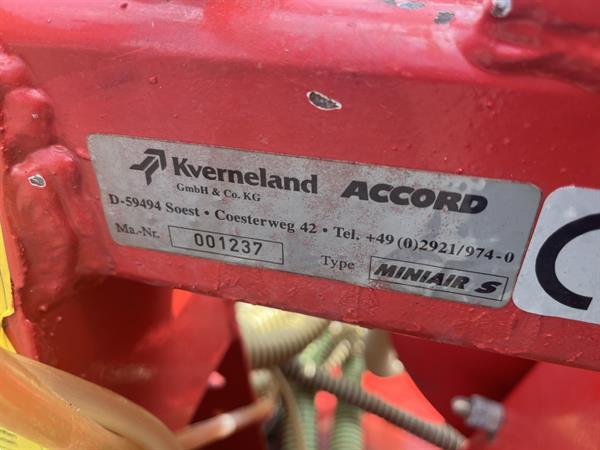 Kverneland ACCORD
GmbH & Co. KG
D-59494 Soest • Coesterweg 42 • Tel. +49 (0)2921/974-0
Ma.-Nr. 001237
Type MINIAIR S
C